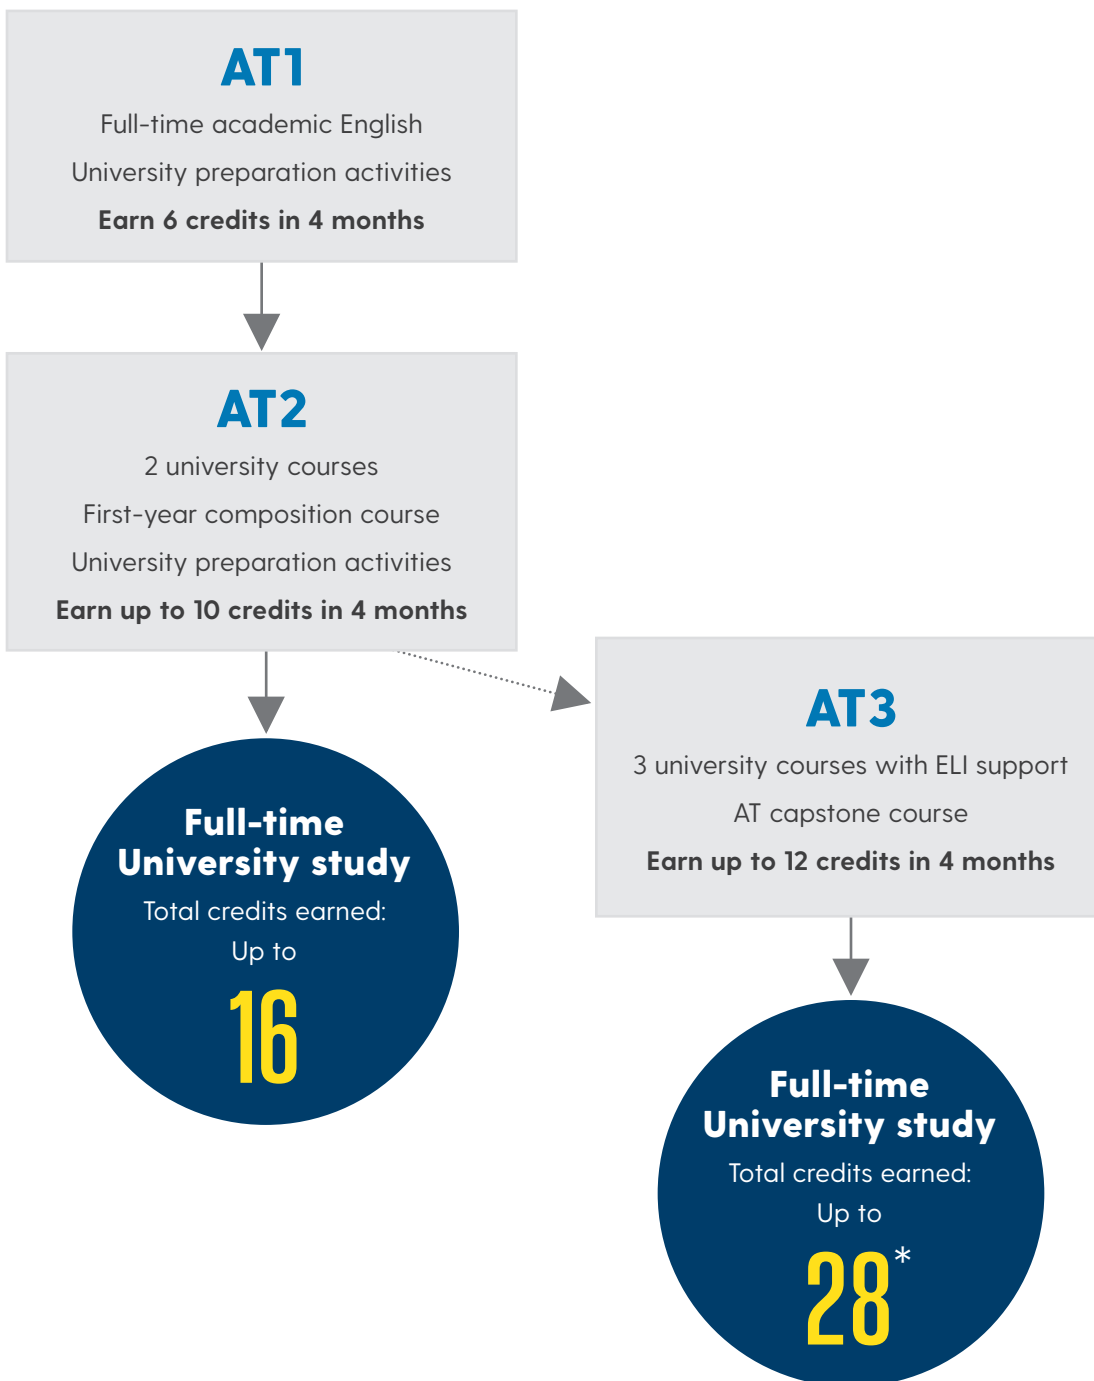 AT1
Full-time academic English
University preparation activities
Earn 6 credits in 4 months
AT2
2 university courses
First-year composition course
University preparation activities
Earn up to 10 credits in 4 months
Full-time
University study
Total credits earned:
Up to
16
AT3
3 university courses with ELI support
AT capstone course
Earn up to 12 credits in 4 months
Full-time
University study
Total credits earned:
Up to
28*